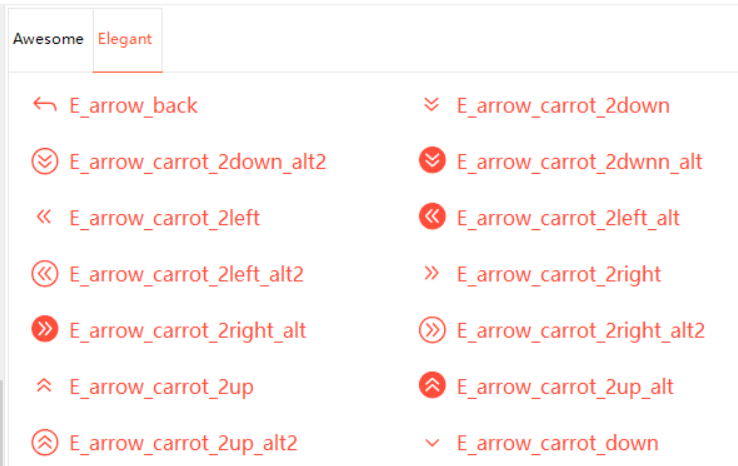 Awesome Elegant
E_arrow_back E_arrow_carrot_2down
E_arrow_carrot_2down_alt2 E_arrow_carrot_2dwnn_alt
E_arrow_carrot_2left E_arrow_carrot_2left_alt
E_arrow_carrot_2left_alt2 E_arrow_carrot_2right
E_arrow_carrot_2right_alt E_arrow_carrot_2right_alt2
E_arrow_carrot_2up E_arrow_carrot_2up_alt
E_arrow_carrot_2up_alt2 E_arrow_carrot_down